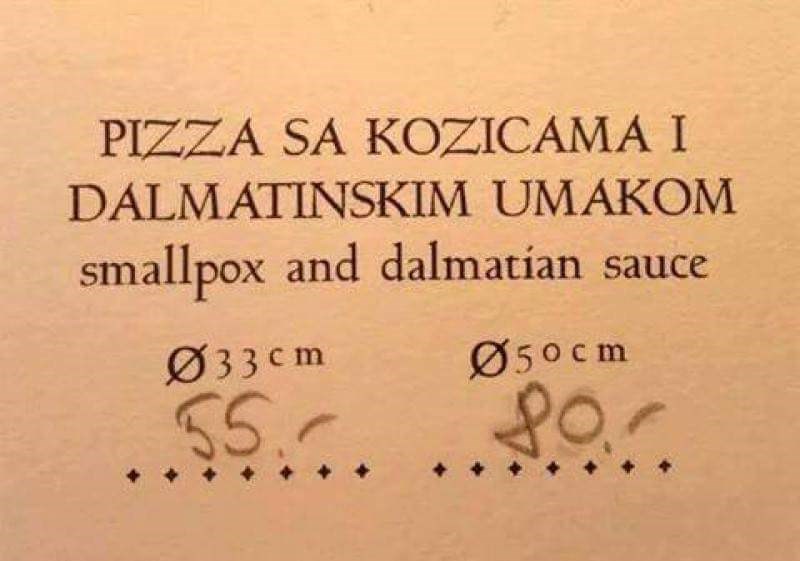 PIZZA SA KOZICAMA I
DALMATINSKIM UMAKOM
smallpox and dalmatian sauce
Ø33cm Ø50cm
55.- 80.-